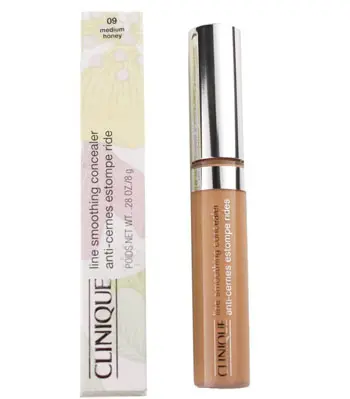 09
medium
honey
CLINIQUE
line smoothing concealer
anti-cernes estompe ride
POIDS NET WT. .28 OZ/8 g
CLINIQUE
line smoothing concealer
anti-cernes estompe rides